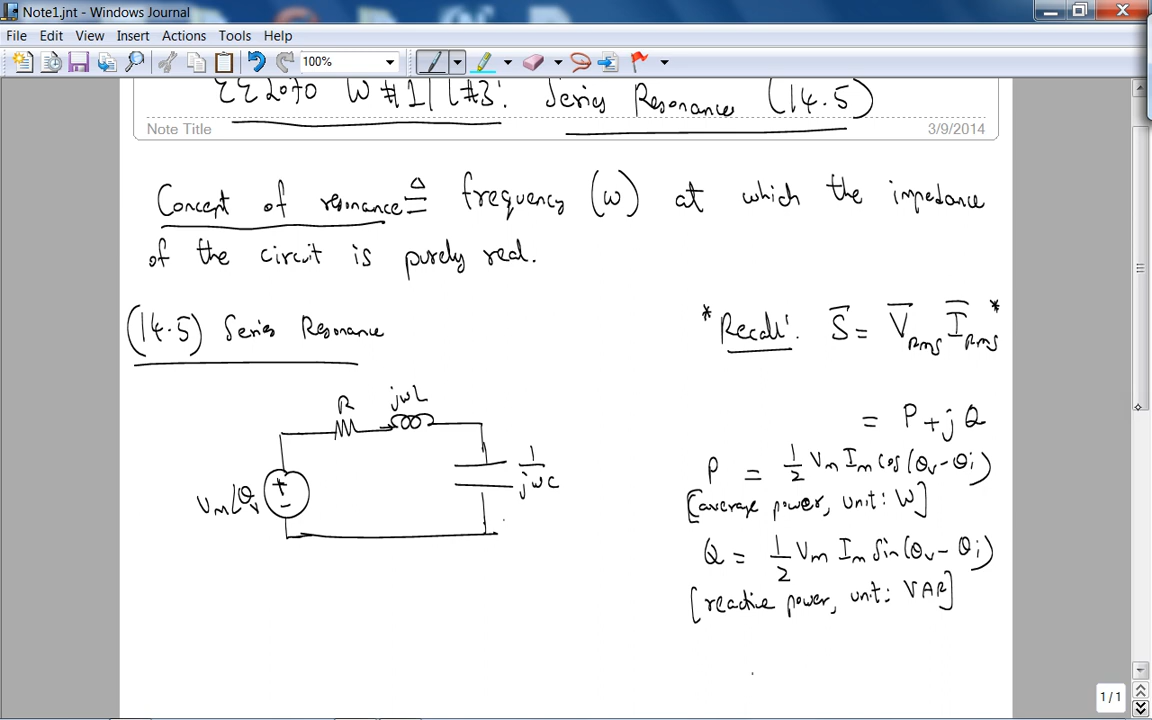 Note1.jnt - Windows Journal
File Edit View Insert Actions Tools Help
100%
EE2070 W#1/L#3: Series Resonance (14.5)
Note Title
3/9/2014
Concept of resonance ≜ frequency (ω) at which the impedance
of the circuit is purely real.
(14.5) Series Resonance
*Recall: S̅ = V̅rms I̅rms*
= P + jQ
P = 1/2 Vm Im cos(θv - θi)
[average power, unit: W]
Q = 1/2 Vm Im sin(θv - θi)
[reactive power, unit: VAR]
R
jωL
1/jωC
Vm∠θv
+
-
1 / 1